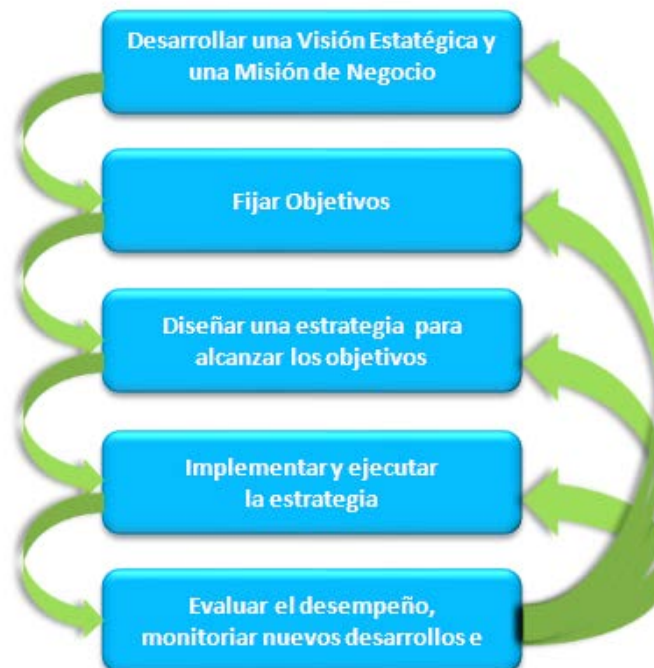 Desarrollar una Visión Estatégica y
una Misión de Negocio
Fijar Objetivos
Diseñar una estrategia para
alcanzar los objetivos
Implementar y ejecutar
la estrategia
Evaluar el desempeño,
monitoriar nuevos desarrollos e